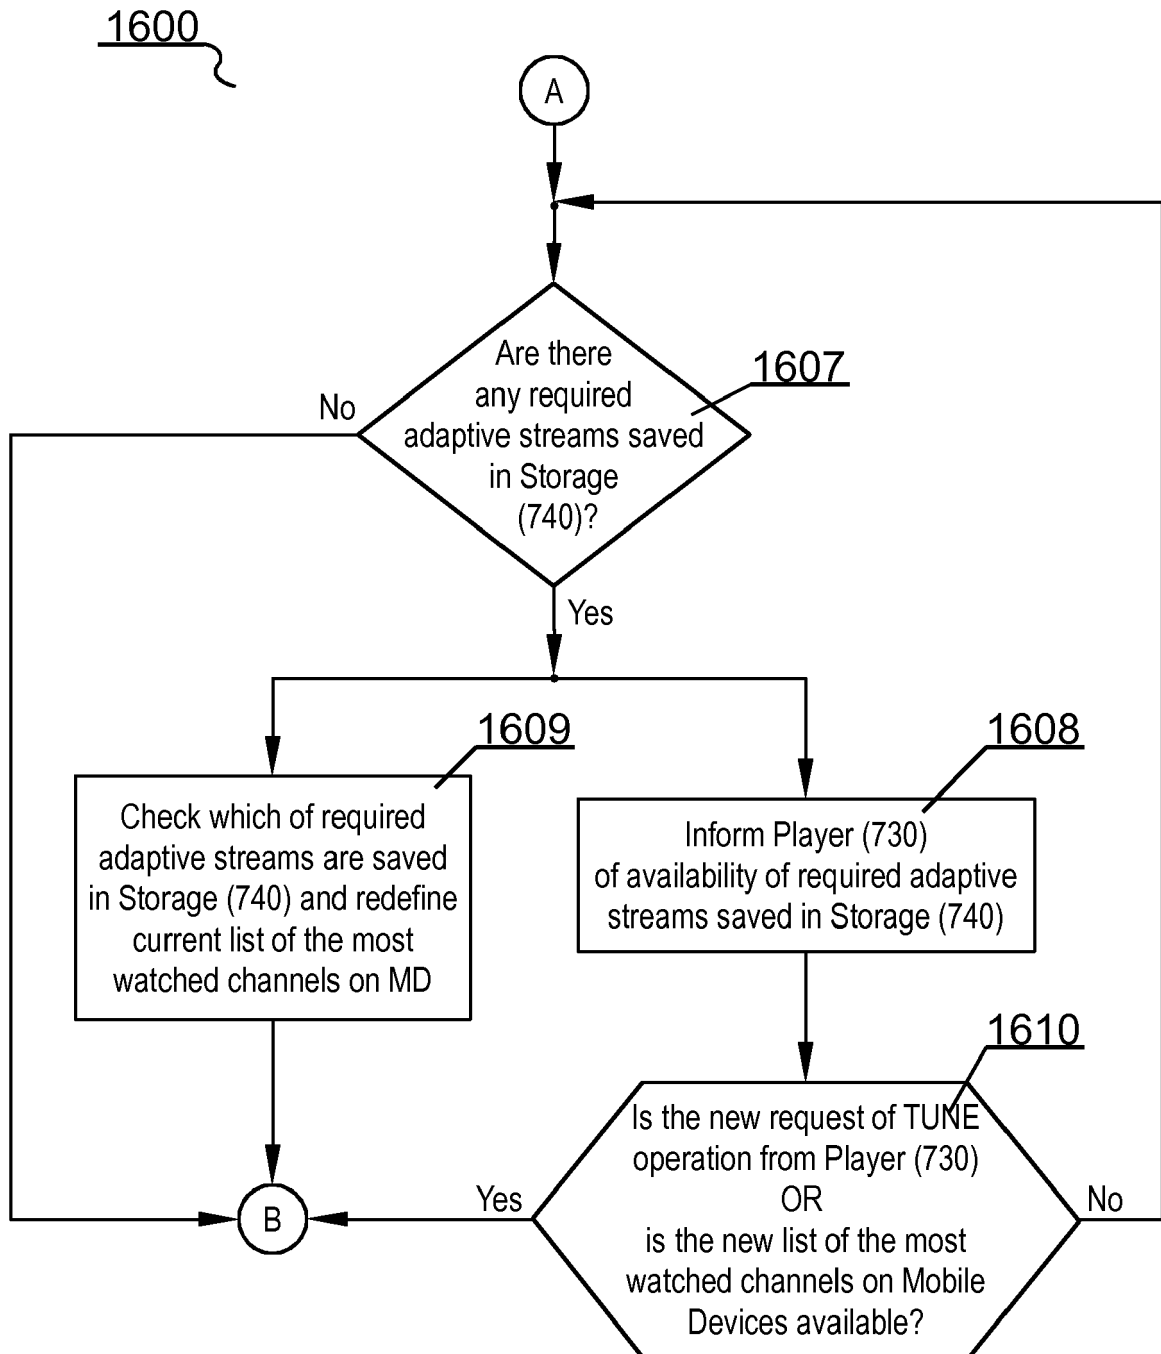 1600
A
Are there
any required
adaptive streams saved
in Storage
(740)?
1607
No
Yes
1609
1608
Check which of required
adaptive streams are saved
in Storage (740) and redefine
current list of the most
watched channels on MD
Inform Player (730)
of availability of required adaptive
streams saved in Storage (740)
1610
Is the new request of TUNE
operation from Player (730)
OR
is the new list of the most
watched channels on Mobile
Devices available?
Yes
No
B